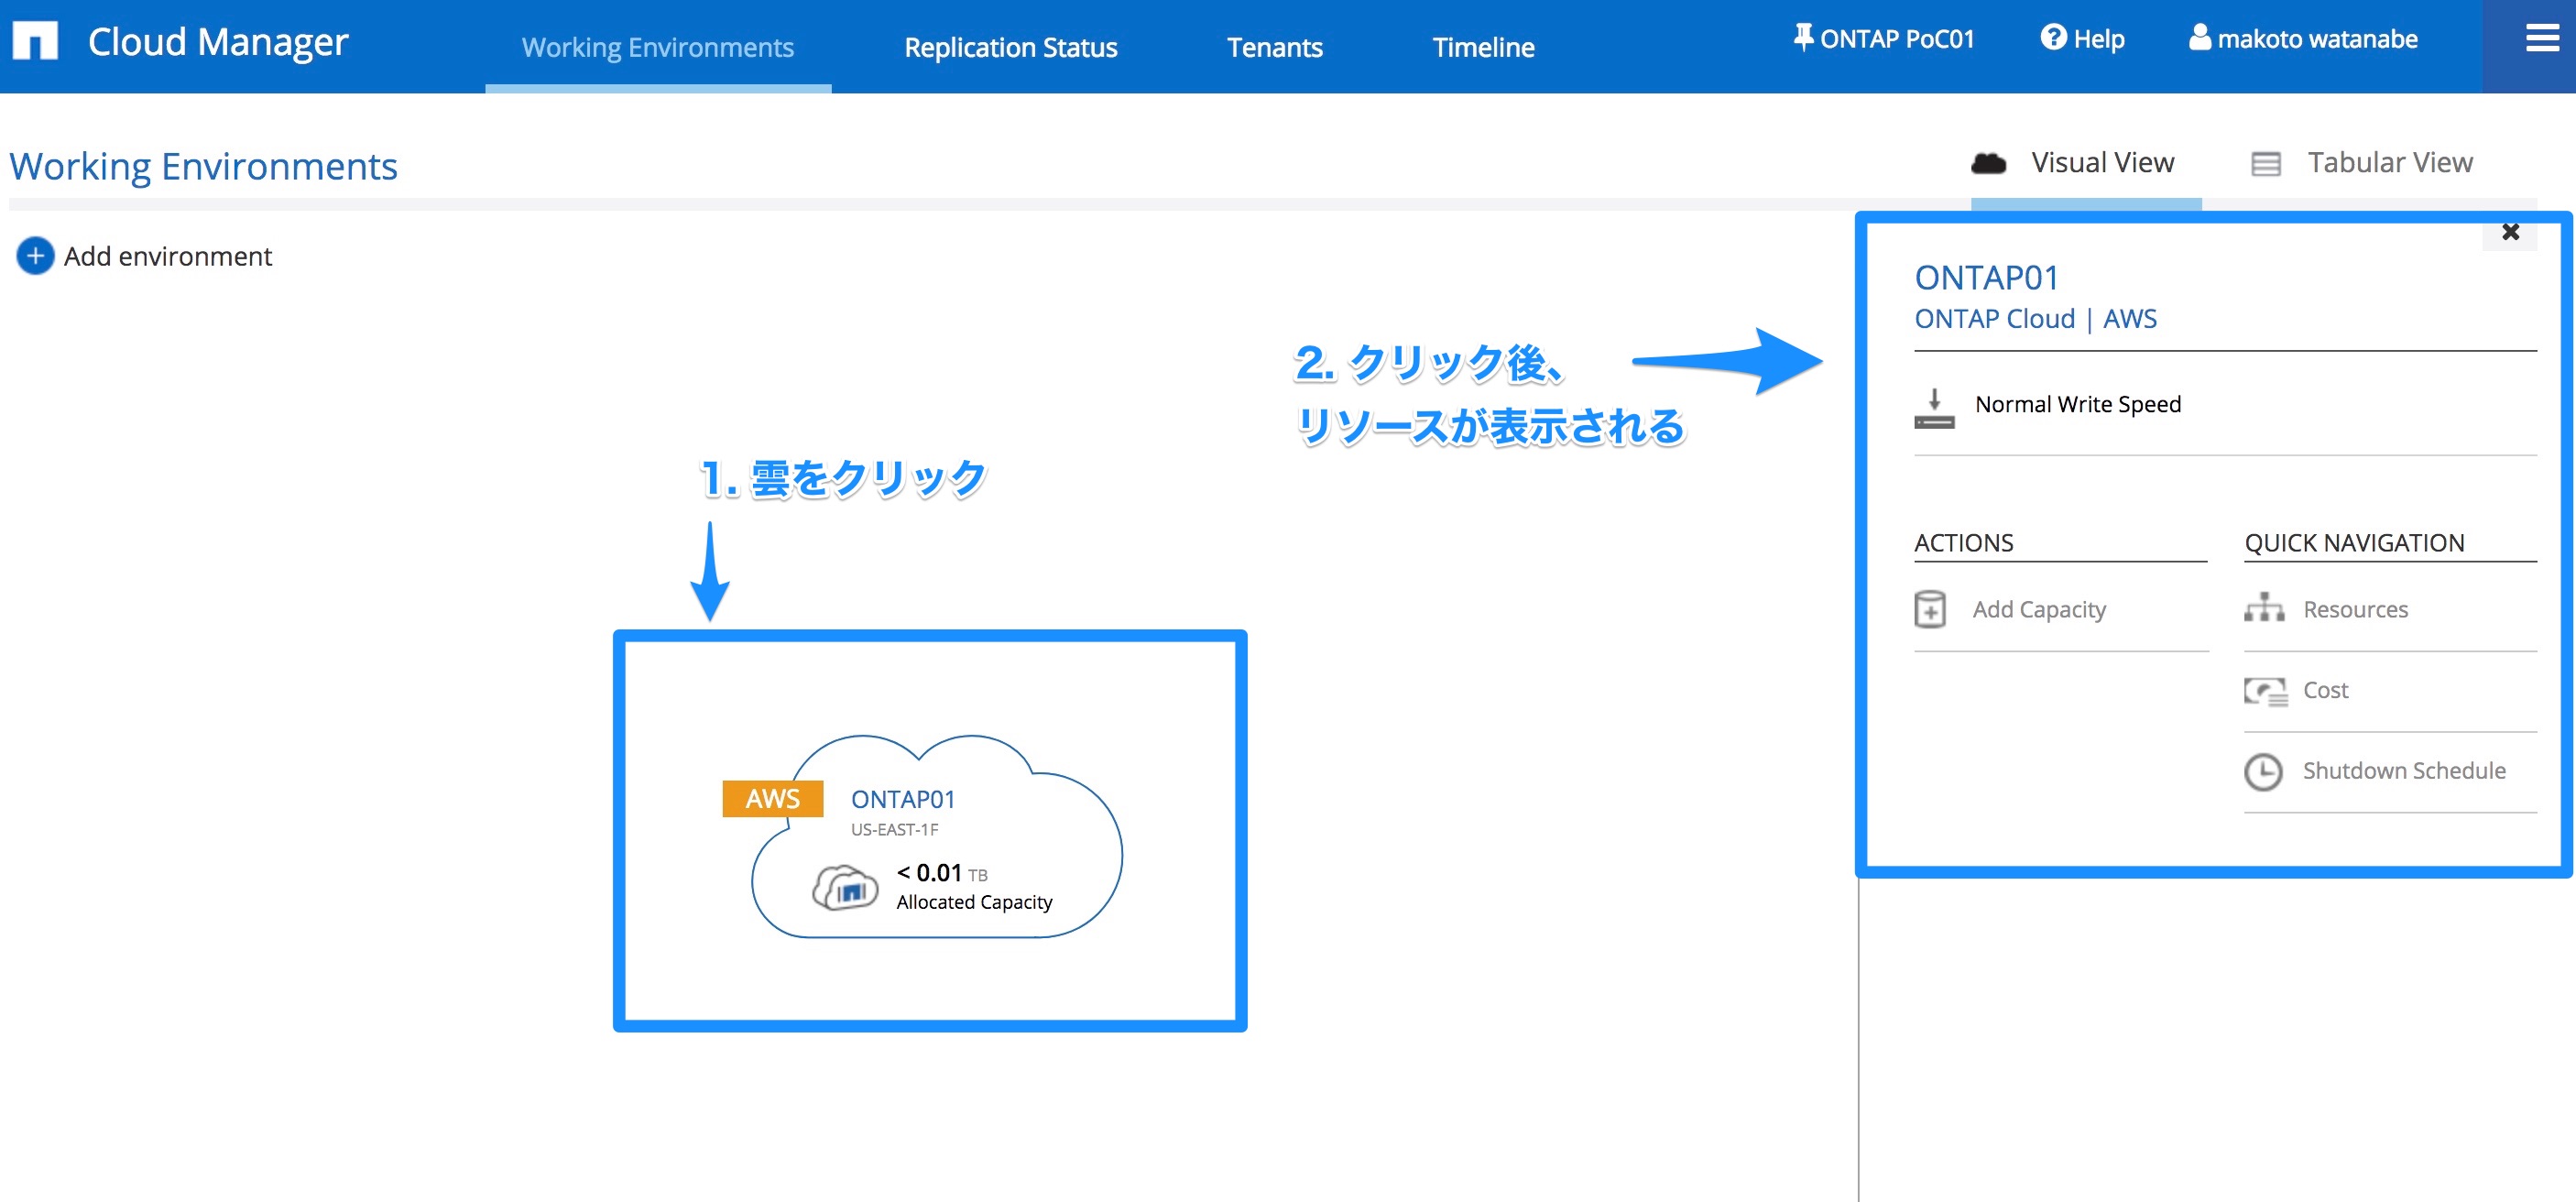 Cloud Manager
Working Environments
Replication Status
Tenants
Timeline
ONTAP PoC01
Help
makoto watanabe
Working Environments
Visual View
Tabular View
Add environment
1. 雲をクリック
2. クリック後、
リソースが表示される
AWS
ONTAP01
US-EAST-1F
< 0.01 TB
Allocated Capacity
ONTAP01
ONTAP Cloud | AWS
Normal Write Speed
ACTIONS
Add Capacity
QUICK NAVIGATION
Resources
Cost
Shutdown Schedule